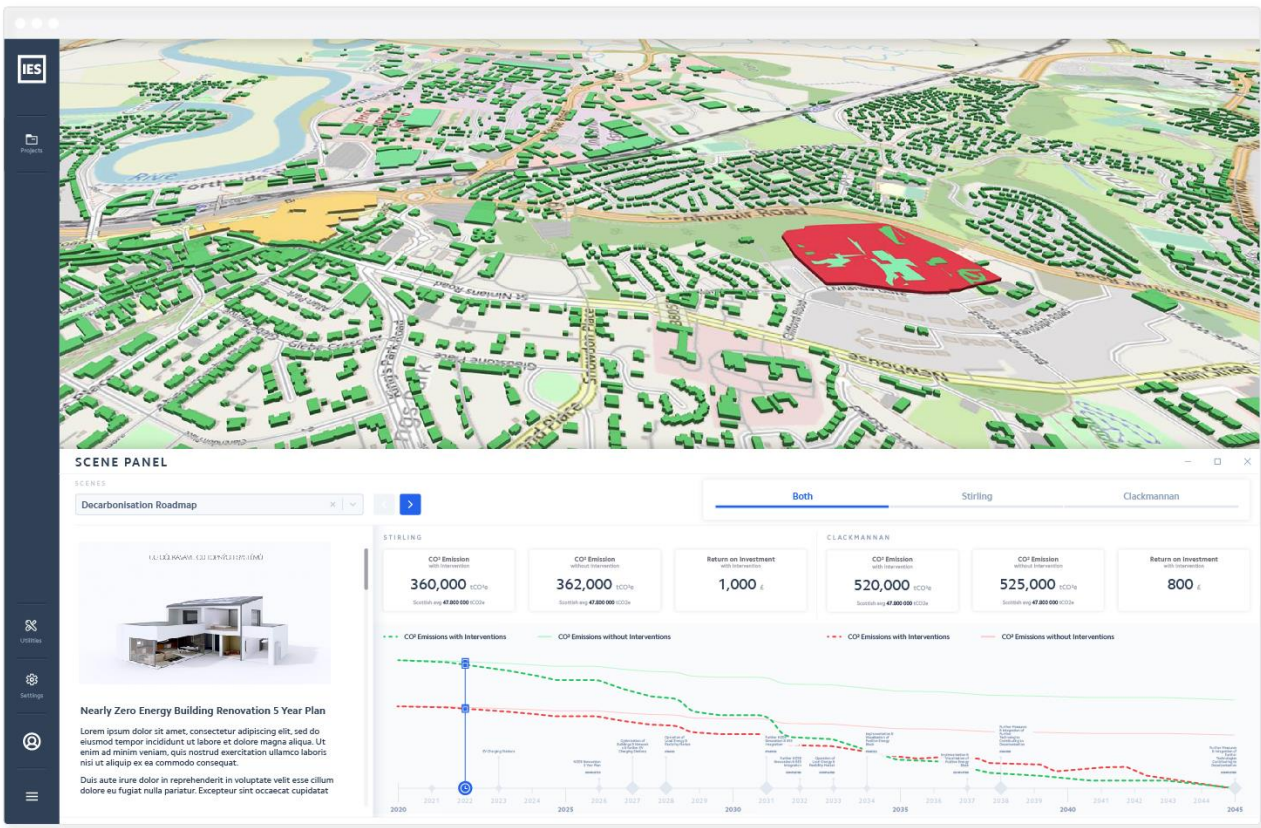 IES
Projects
Utilities
Settings
Rive
St Ninians Road
King's Park Road
Gladstone Place
Glebe Crescent
Snowdon Place
Clifford Road
Newhouse
SCENE PANEL
SCENES
Decarbonisation Roadmap
Both
Stirling
Clackmannan
Nearly Zero Energy Building Renovation 5 Year Plan
Lorem ipsum dolor sit amet, consectetur adipiscing elit, sed do
eiusmod tempor incididunt ut labore et dolore magna aliqua. Ut
enim ad minim veniam, quis nostrud exercitation ullamco laboris
nisi ut aliquip ex ea commodo consequat.
Duis aute irure dolor in reprehenderit in voluptate velit esse cillum
dolore eu fugiat nulla pariatur. Excepteur sint occaecat cupidatat
STIRLING
CO² Emission
with Intervention
360,000 tCO²e
Scottish avg 47.800 000 tCO2e
CO² Emission
without Intervention
362,000 tCO²e
Scottish avg 47.800 000 tCO2e
Return on Investment
with Intervention
1,000 £
CLACKMANNAN
CO² Emission
with Intervention
520,000 tCO²e
Scottish avg 47.800 000 tCO2e
CO² Emission
without Intervention
525,000 tCO²e
Scottish avg 47.800 000 tCO2e
Return on Investment
with Intervention
800 £
CO² Emissions with Interventions
CO² Emissions without Interventions
CO² Emissions with Interventions
CO² Emissions without Interventions
2020 2021 2022 2023 2024 2025 2026 2027 2028 2029 2030 2031 2032 2033 2034 2035 2036 2037 2038 2039 2040 2041 2042 2043 2044 2045